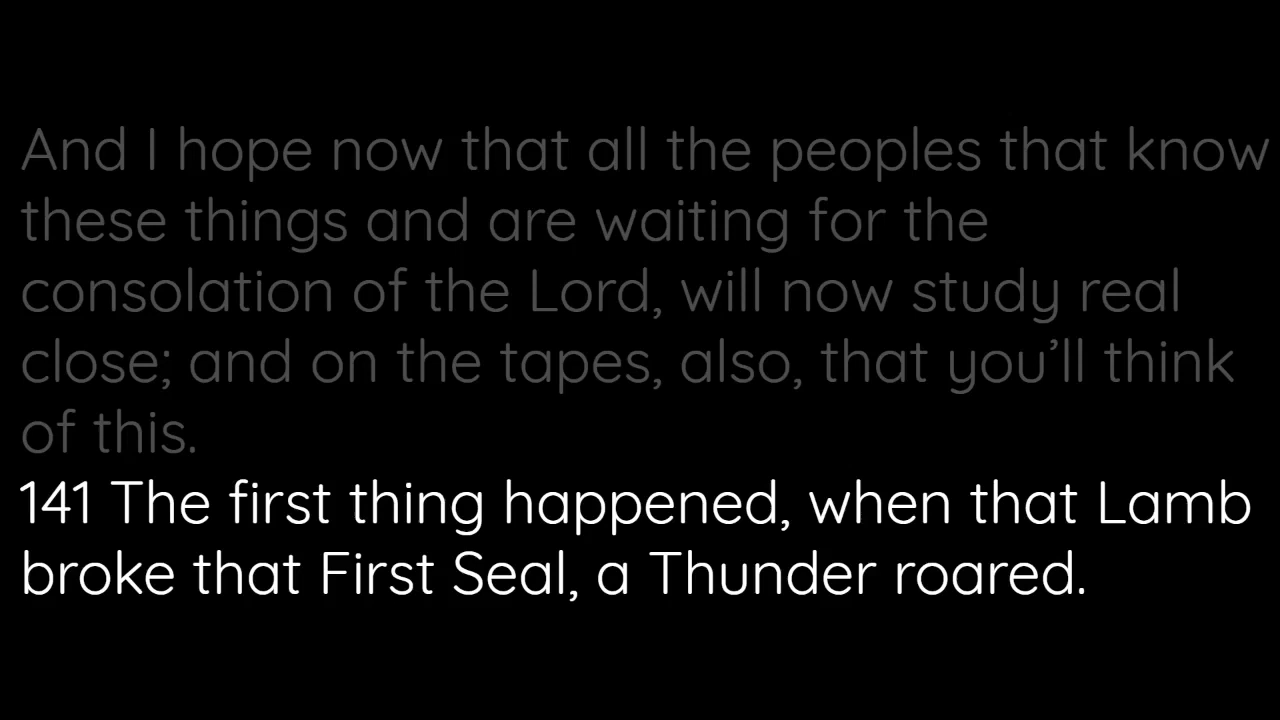 And I hope now that all the peoples that know
these things and are waiting for the
consolation of the Lord, will now study real
close; and on the tapes, also, that you’ll think
of this.
141 The first thing happened, when that Lamb
broke that First Seal, a Thunder roared.